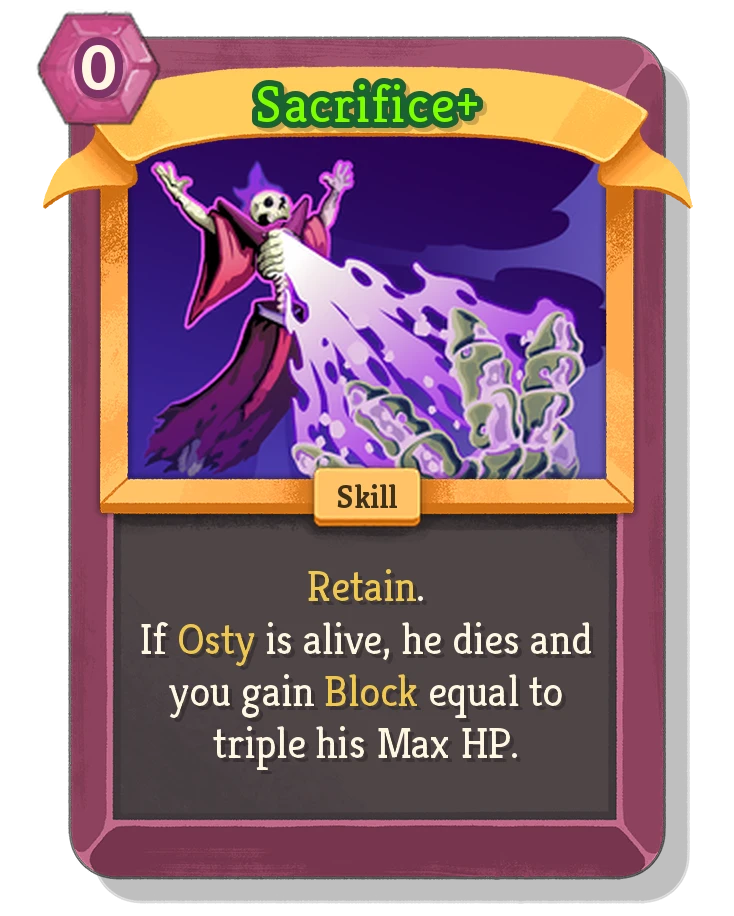 0
Sacrifice+
Skill
Retain.
If Osty is alive, he dies and
you gain Block equal to
triple his Max HP.